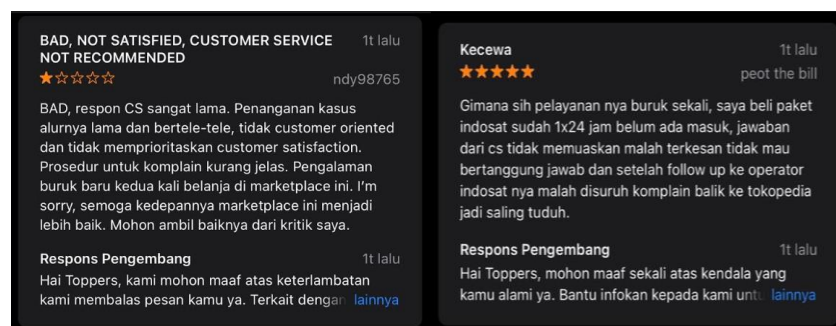 BAD, NOT SATISFIED, CUSTOMER SERVICE
NOT RECOMMENDED
1t lalu
ndy98765
BAD, respon CS sangat lama. Penanganan kasus
alurnya lama dan bertele-tele, tidak customer oriented
dan tidak memprioritaskan customer satisfaction.
Prosedur untuk komplain kurang jelas. Pengalaman
buruk baru kedua kali belanja di marketplace ini. I'm
sorry, semoga kedepannya marketplace ini menjadi
lebih baik. Mohon ambil baiknya dari kritik saya.
Respons Pengembang
1t lalu
Hai Toppers, kami mohon maaf atas keterlambatan
kami membalas pesan kamu ya. Terkait dengan lainnya
Kecewa
1t lalu
peot the bill
Gimana sih pelayanan nya buruk sekali, saya beli paket
indosat sudah 1x24 jam belum ada masuk, jawaban
dari cs tidak memuaskan malah terkesan tidak mau
bertanggung jawab dan setelah follow up ke operator
indosat nya malah disuruh komplain balik ke tokopedia
jadi saling tuduh.
Respons Pengembang
1t lalu
Hai Toppers, mohon maaf sekali atas kendala yang
kamu alami ya. Bantu infokan kepada kami untu lainnya